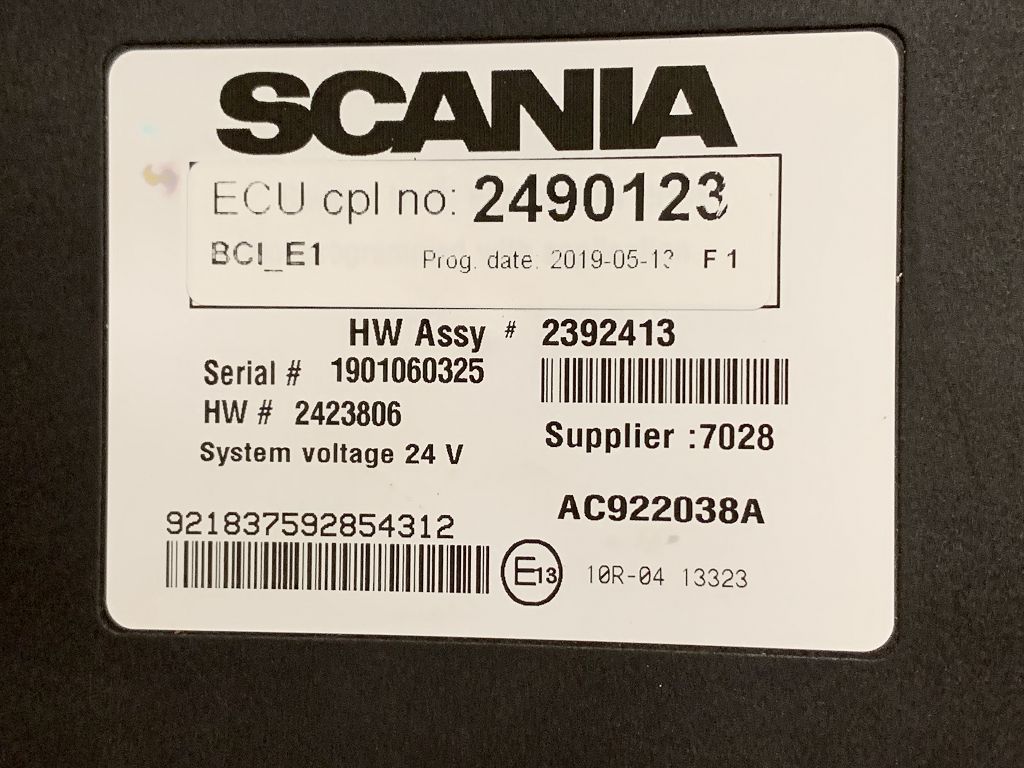 SCANIA
ECU cpl no: 2490123
BCI_E1 Prog. date: 2019-05-13 F 1
HW Assy # 2392413
Serial # 1901060325
HW # 2423806
Supplier :7028
System voltage 24 V
AC922038A
921837592854312
E13 10R-04 13323